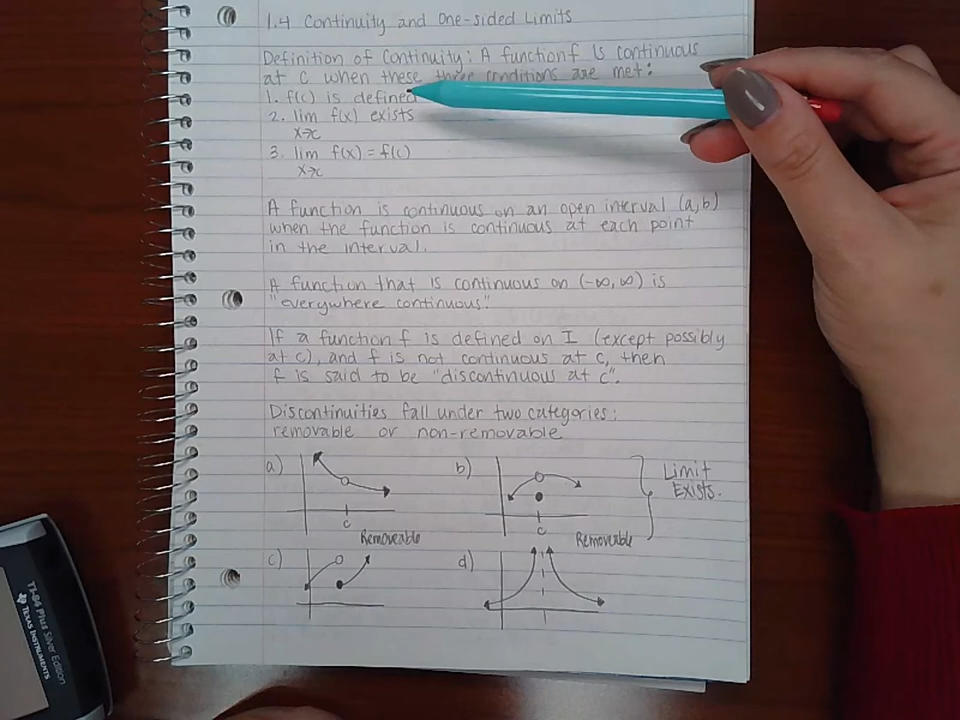 1.4 Continuity and One-sided Limits
Definition of Continuity: A function f is continuous
at c when these three conditions are met:
1. f(c) is defined
2. lim f(x) exists
x→c
3. lim f(x) = f(c)
x→c
A function is continuous on an open interval (a,b)
when the function is continuous at each point
in the interval.
A function that is continuous on (-∞,∞) is
"everywhere continuous."
If a function f is defined on I (except possibly
at c), and f is not continuous at c, then
f is said to be "discontinuous at c".
Discontinuities fall under two categories:
removable or non-removable
a)
c
Removeable
b)
c
Removeable
Limit
Exists.
c)
d)
TI-84 Plus Silver Edition
TEXAS INSTRUMENTS